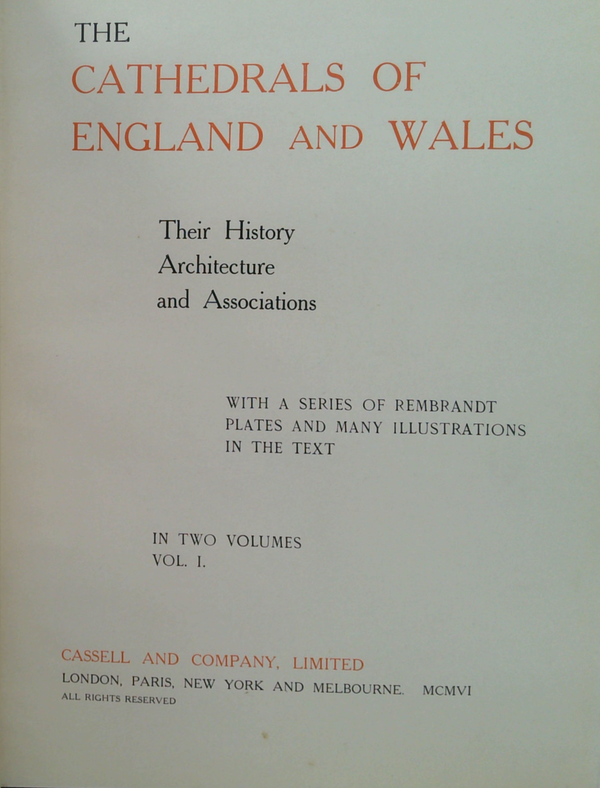 THE
CATHEDRALS OF
ENGLAND AND WALES
Their History
Architecture
and Associations
WITH A SERIES OF REMBRANDT
PLATES AND MANY ILLUSTRATIONS
IN THE TEXT
IN TWO VOLUMES
VOL. I.
CASSELL AND COMPANY, LIMITED
LONDON, PARIS, NEW YORK AND MELBOURNE. MCMVI
ALL RIGHTS RESERVED